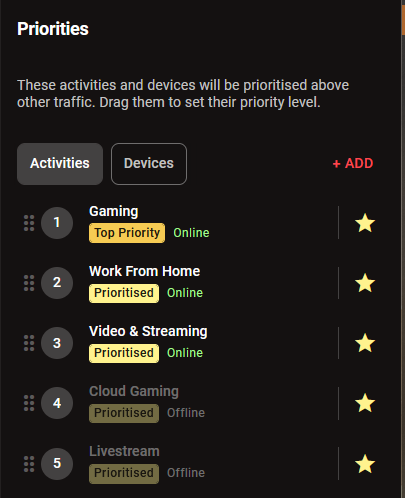 Priorities
These activities and devices will be prioritised above
other traffic. Drag them to set their priority level.
Activities Devices + ADD
1 Gaming
Top Priority Online
2 Work From Home
Prioritised Online
3 Video & Streaming
Prioritised Online
4 Cloud Gaming
Prioritised Offline
5 Livestream
Prioritised Offline